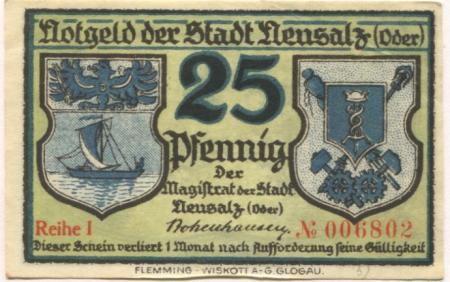 Notgeld der Stadt Neusalz (Oder)
25
Pfennig
Der
Magistrat der Stadt
Neusalz (Oder)
Reihe I
№ 006802
Dieser Schein verliert 1 Monat nach Aufforderung seine Gültigkeit
FLEMMING-WISKOTT A-G. GLOGAU.